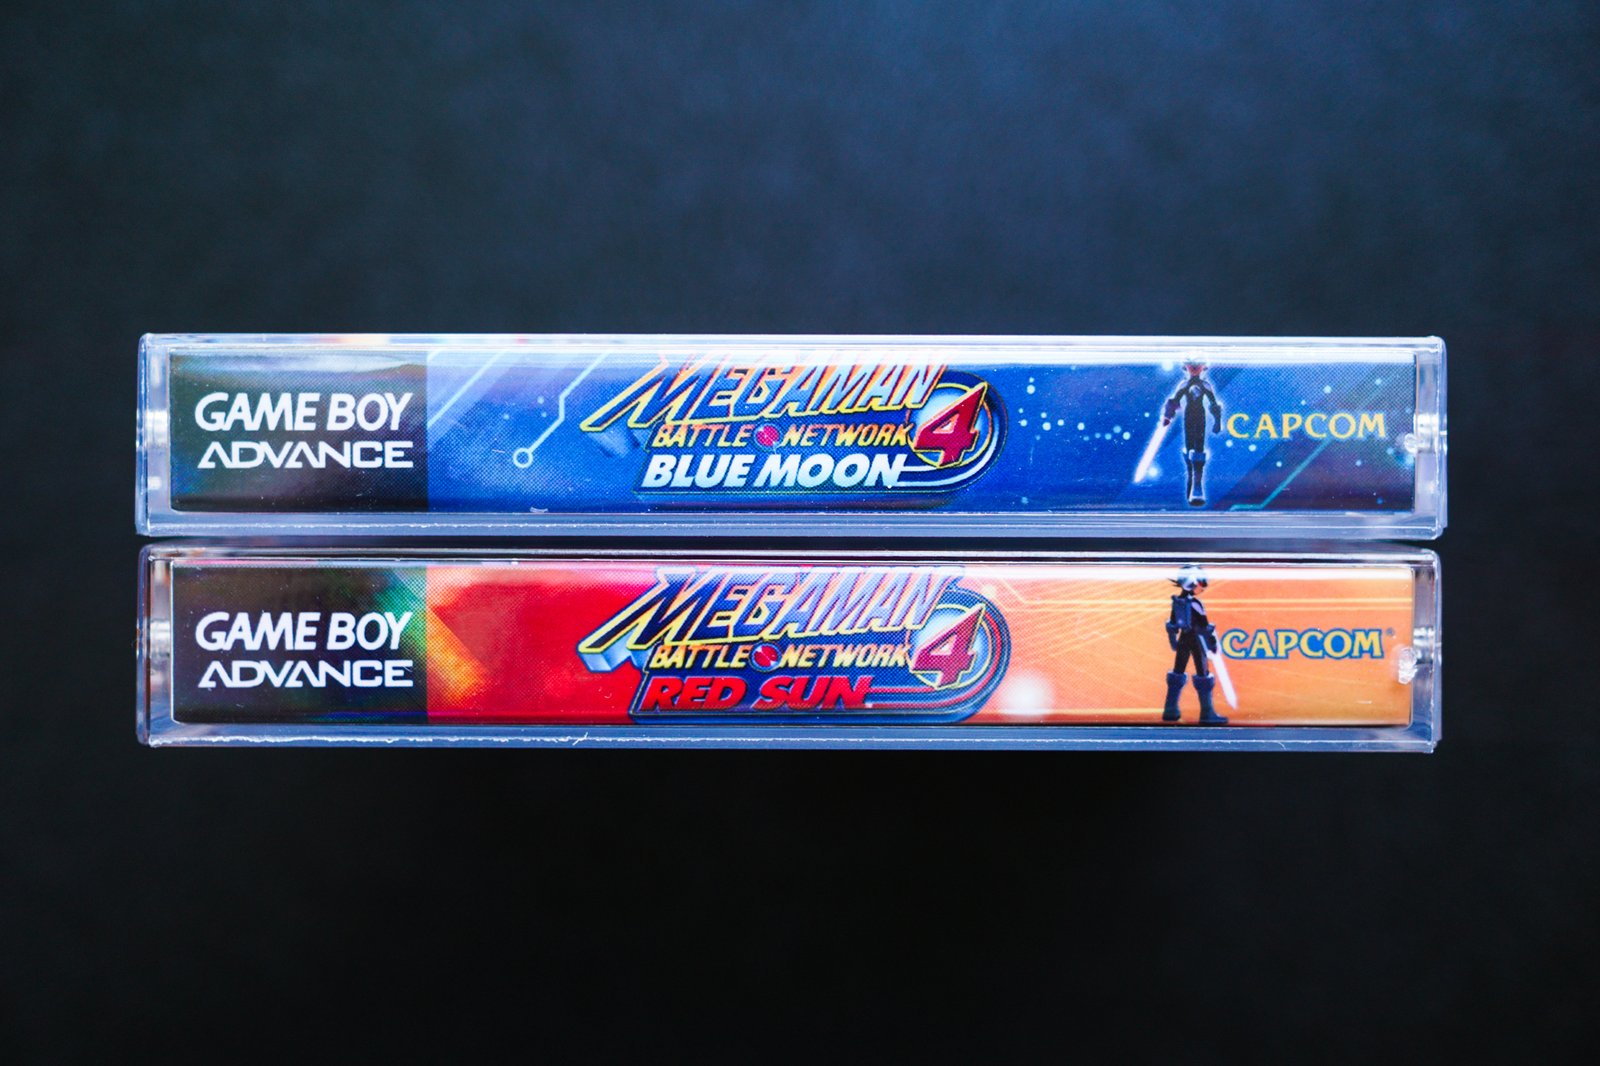 GAME BOY
ADVANCE
MEGAMAN
BATTLE NETWORK 4
BLUE MOON
CAPCOM
GAME BOY
ADVANCE
MEGAMAN
BATTLE NETWORK 4
RED SUN
CAPCOM